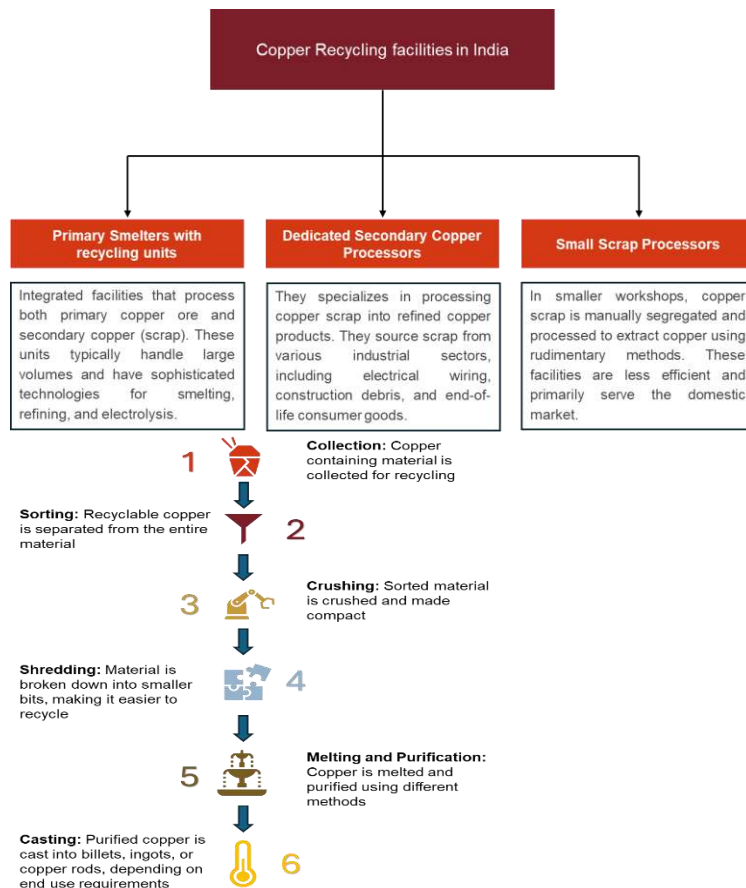 Copper Recycling facilities in India
Primary Smelters with
recycling units
Integrated facilities that process
both primary copper ore and
secondary copper (scrap). These
units typically handle large
volumes and have sophisticated
technologies for smelting,
refining, and electrolysis.
Dedicated Secondary Copper
Processors
They specializes in processing
copper scrap into refined copper
products. They source scrap from
various industrial sectors,
including electrical wiring,
construction debris, and end-of-
life consumer goods.
Small Scrap Processors
In smaller workshops, copper
scrap is manually segregated and
processed to extract copper using
rudimentary methods. These
facilities are less efficient and
primarily serve the domestic
market.
1
Collection: Copper
containing material is
collected for recycling
Sorting: Recyclable copper
is separated from the entire
material
2
3
Crushing: Sorted material
is crushed and made
compact
Shredding: Material is
broken down into smaller
bits, making it easier to
recycle
4
5
Melting and Purification:
Copper is melted and
purified using different
methods
Casting: Purified copper is
cast into billets, ingots, or
copper rods, depending on
end use requirements
6